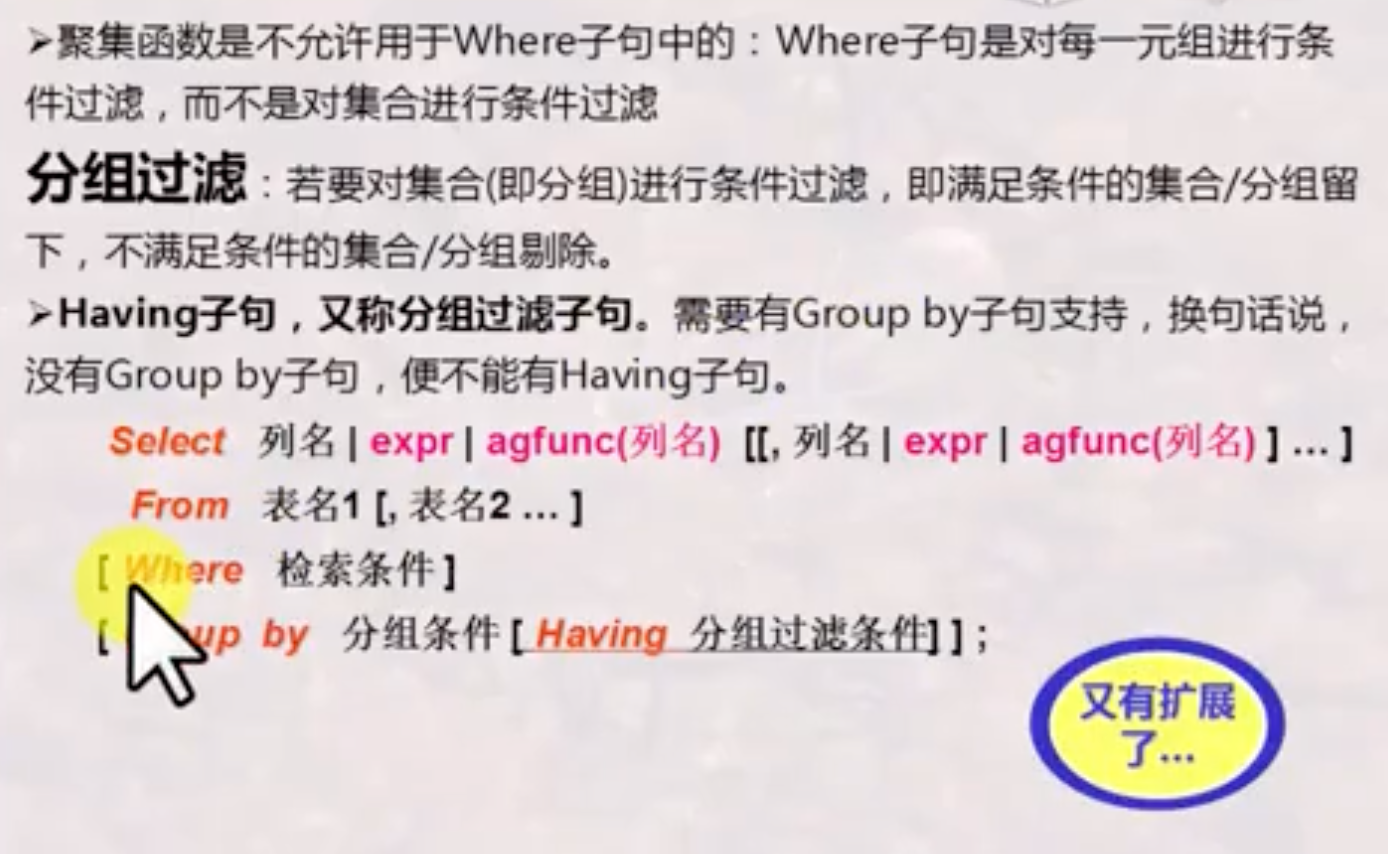 ➢聚集函数是不允许用于Where子句中的：Where子句是对每一元组进行条
件过滤，而不是对集合进行条件过滤
分组过滤：若要对集合(即分组)进行条件过滤，即满足条件的集合/分组留
下，不满足条件的集合/分组剔除。
➢Having子句，又称分组过滤子句。需要有Group by子句支持，换句话说，
没有Group by子句，便不能有Having子句。
Select 列名 | expr | agfunc(列名) [[, 列名 | expr | agfunc(列名) ] … ]
From 表名1 [, 表名2 … ]
[ Where 检索条件 ]
[ up by 分组条件 [ Having 分组过滤条件] ] ;
又有扩展
了…